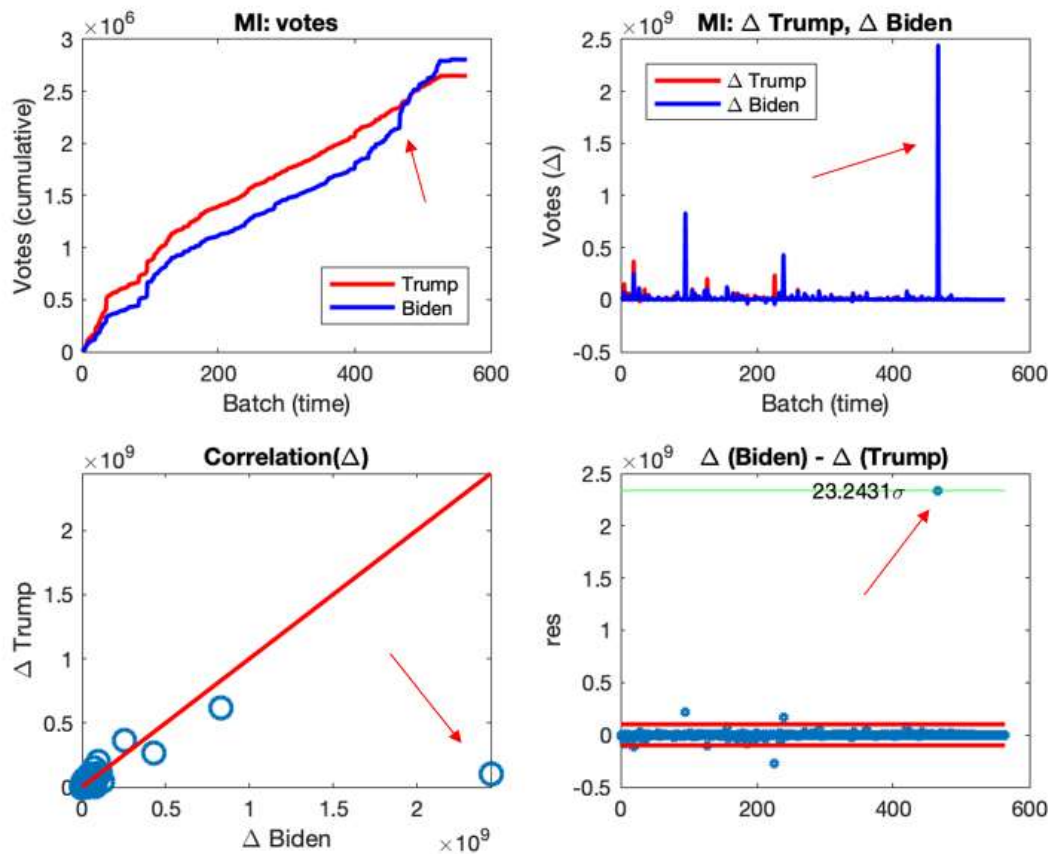 MI: votes
×10^6
3
2.5
2
1.5
1
0.5
0
Votes (cumulative)
0 200 400 600
Batch (time)
Trump
Biden
MI: Δ Trump, Δ Biden
×10^9
2.5
2
1.5
1
0.5
0
-0.5
Votes (Δ)
0 200 400 600
Batch (time)
Δ Trump
Δ Biden
Correlation(Δ)
×10^9
2
1.5
1
0.5
0
Δ Trump
0 0.5 1 1.5 2
Δ Biden
×10^9
Δ (Biden) - Δ (Trump)
×10^9
2.5
2
1.5
1
0.5
0
-0.5
res
23.2431σ
0 200 400 600